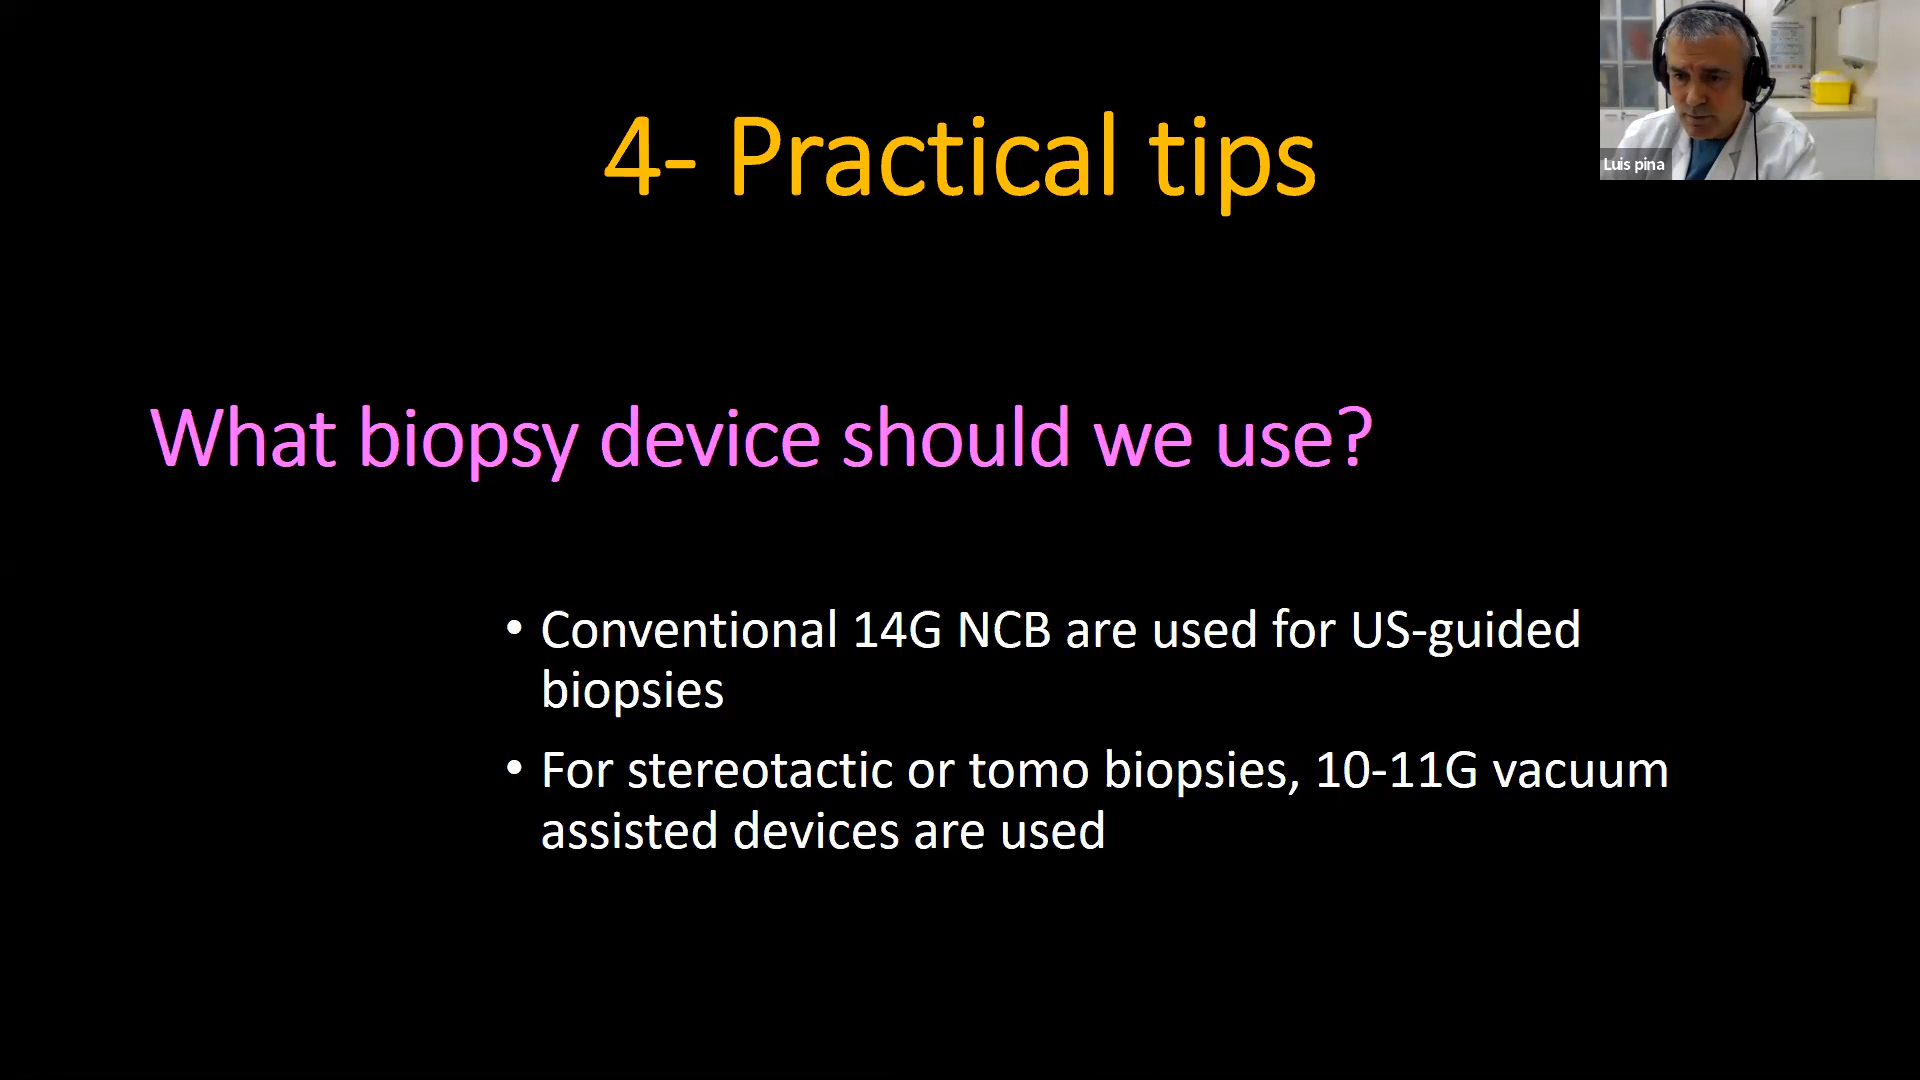 4- Practical tips
Luis pina
What biopsy device should we use?
• Conventional 14G NCB are used for US-guided
biopsies
• For stereotactic or tomo biopsies, 10-11G vacuum
assisted devices are used